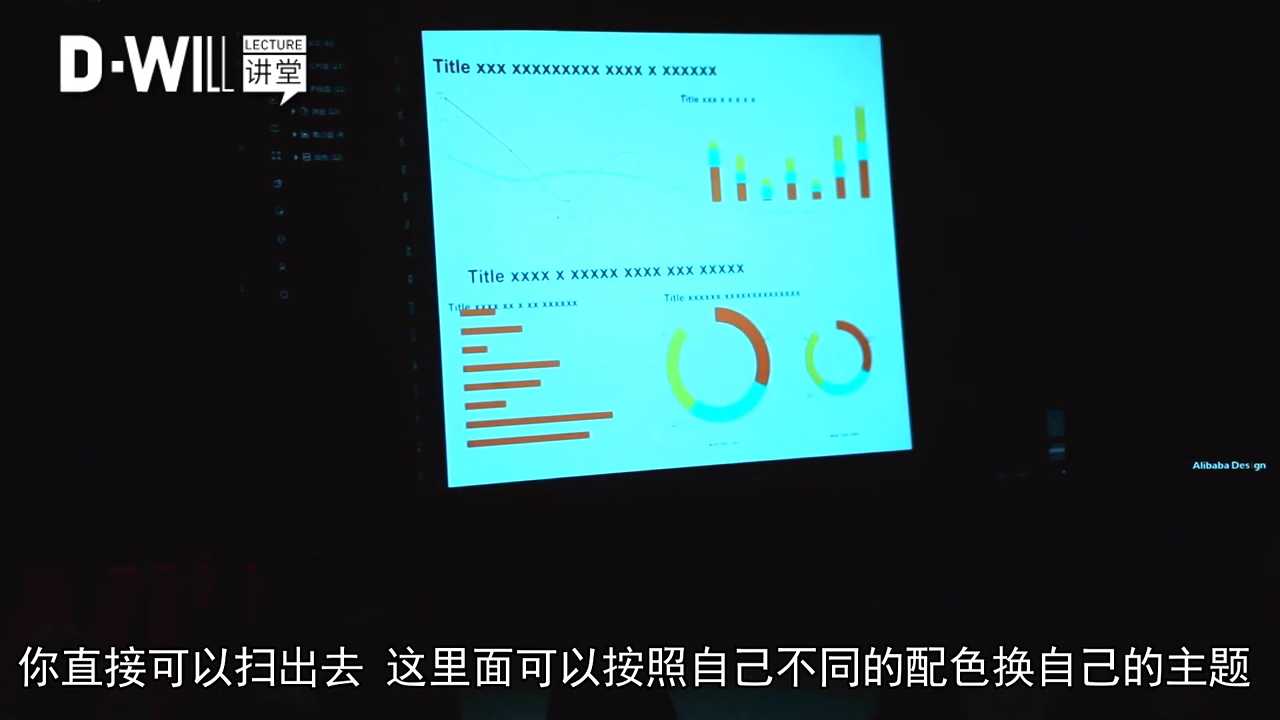 D·WILL
LECTURE
讲堂
Title xxx xxxxxxxxx xxxx x xxxxxx
Title xxx x x x x x
Title xxxx x xxxxx xxxx xxx xxxxx
Title xxxx xx x xx xxxxxx
Title xxxxxx xxxxxxxxxxxxxx
Alibaba Design
你直接可以扫出去 这里面可以按照自己不同的配色换自己的主题